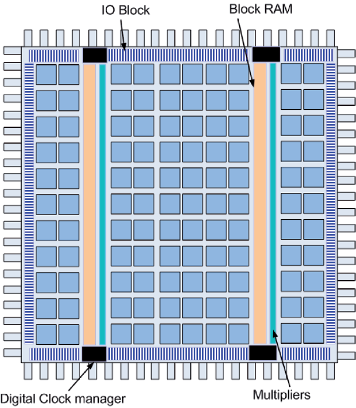 IO Block
Block RAM
Digital Clock manager
Multipliers